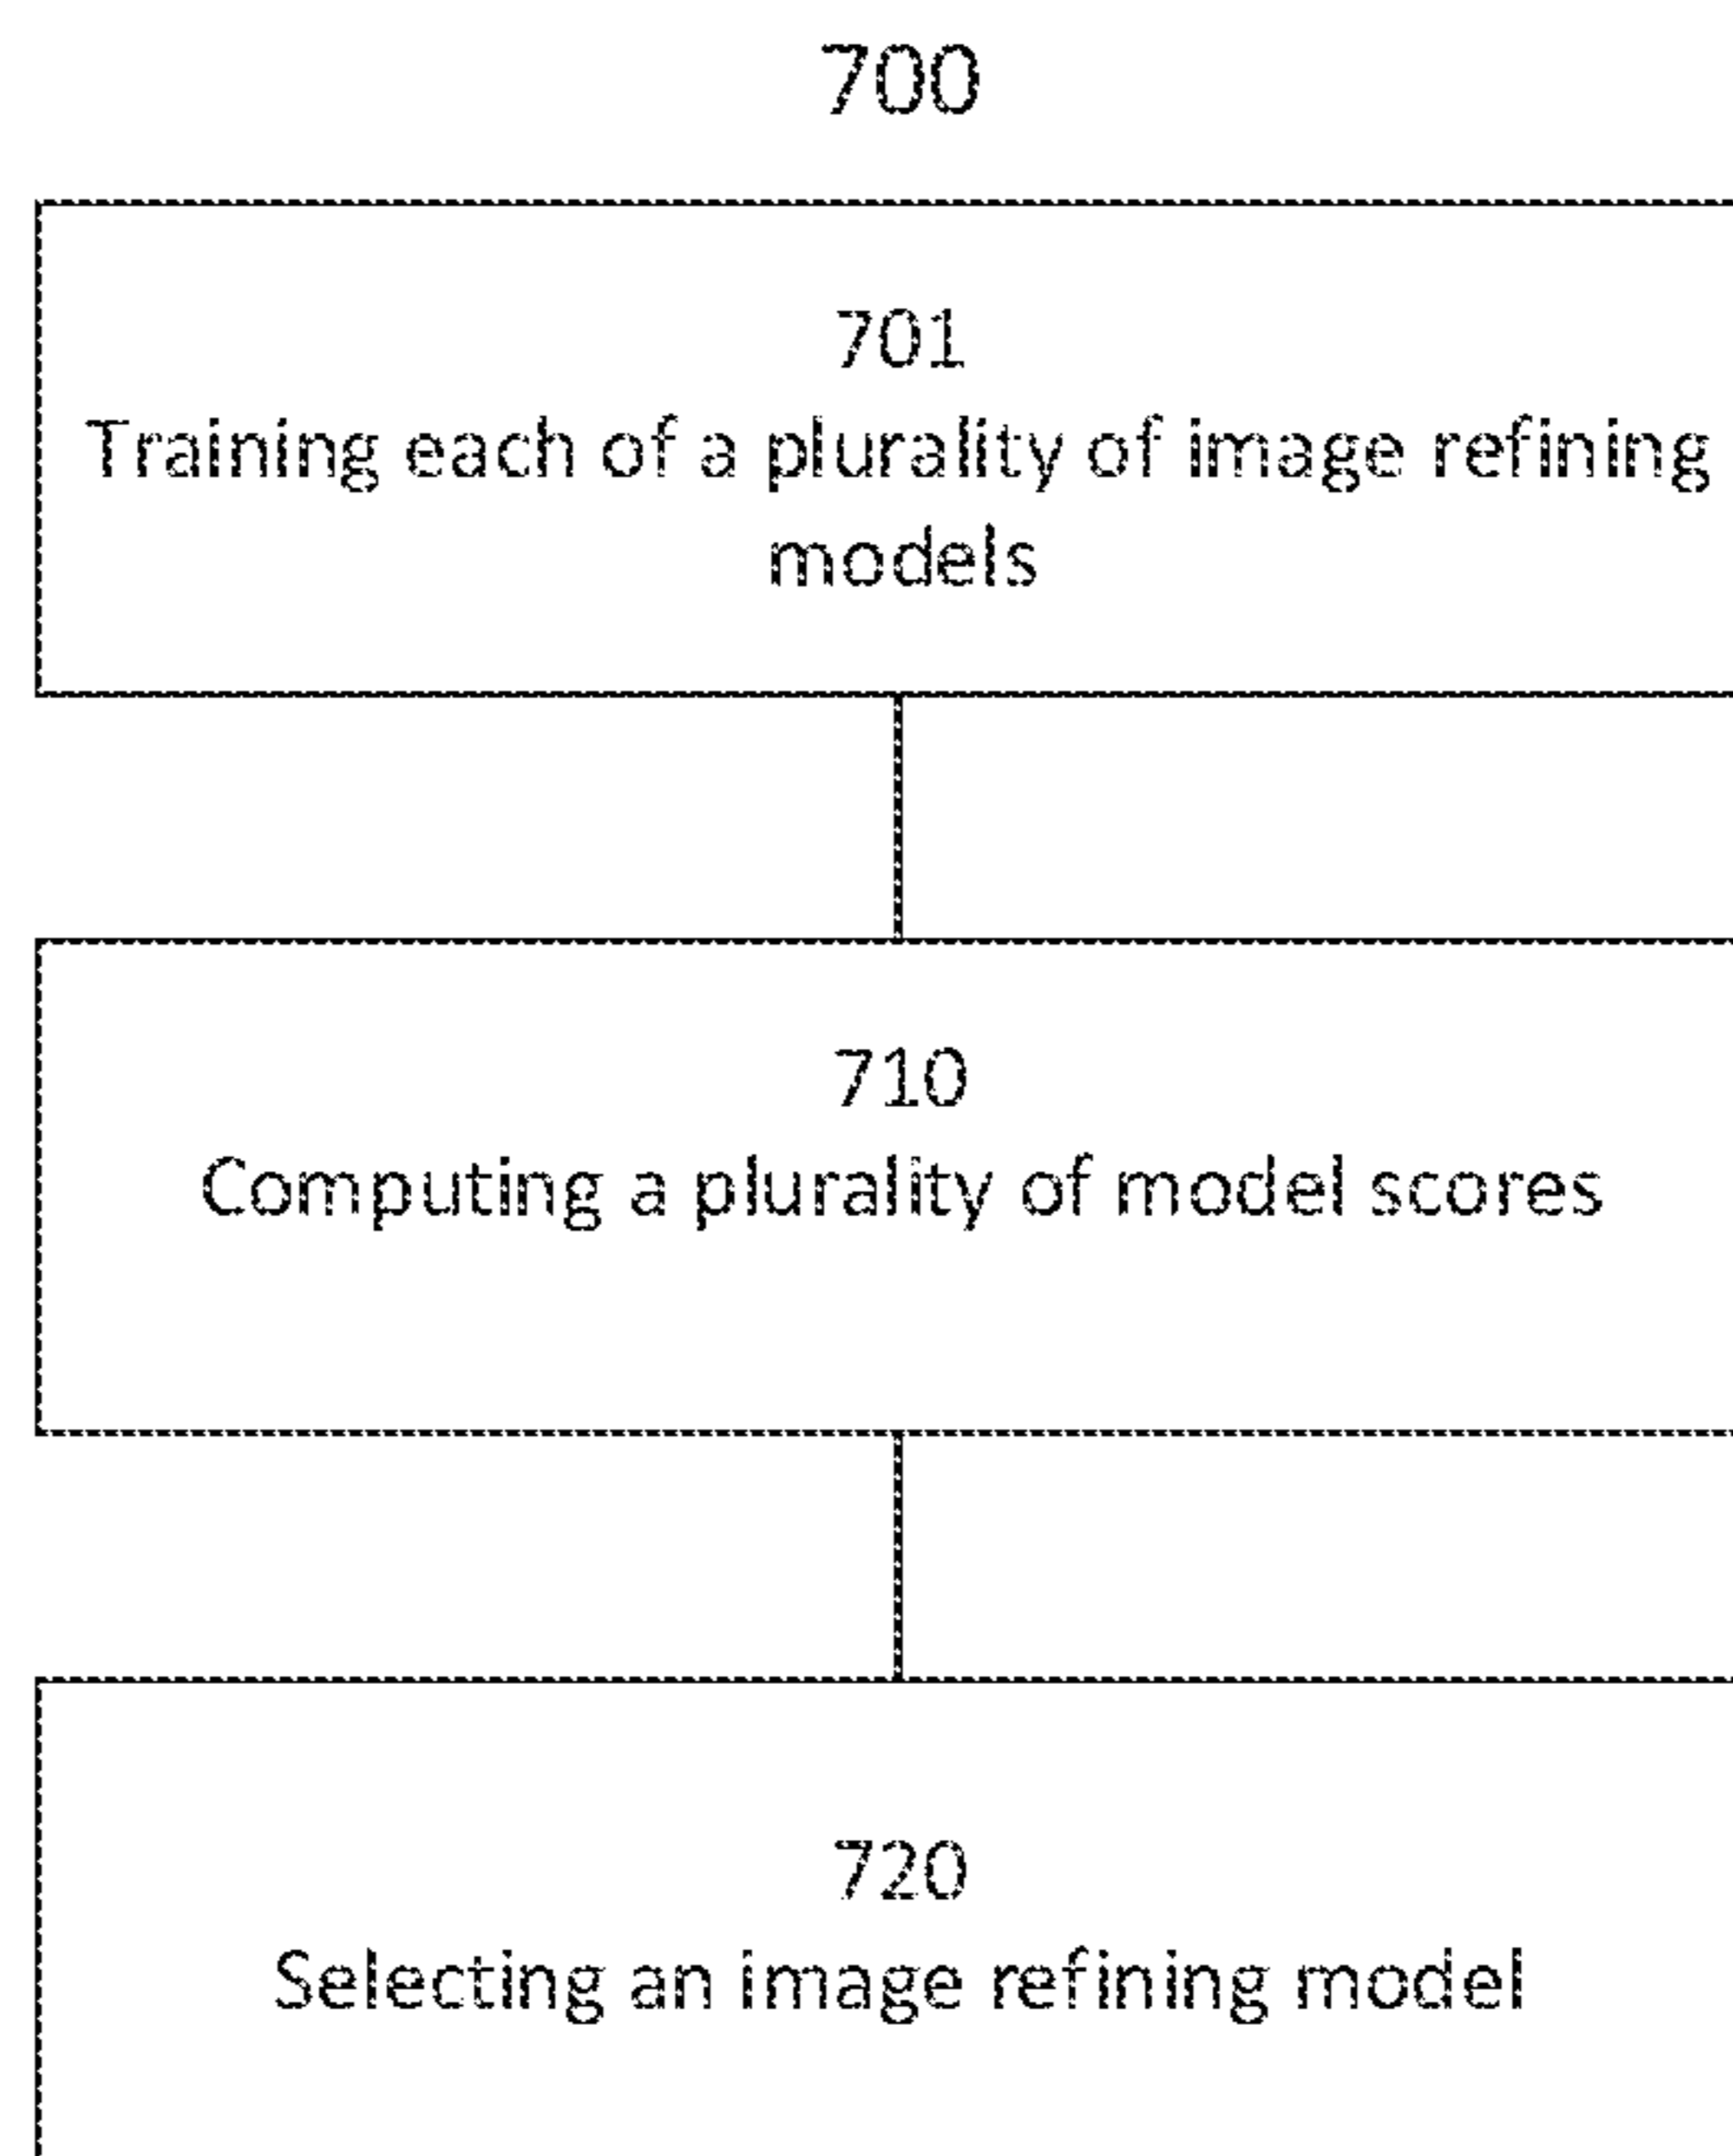 700
701
Training each of a plurality of image refining
models
710
Computing a plurality of model scores
720
Selecting an image refining model